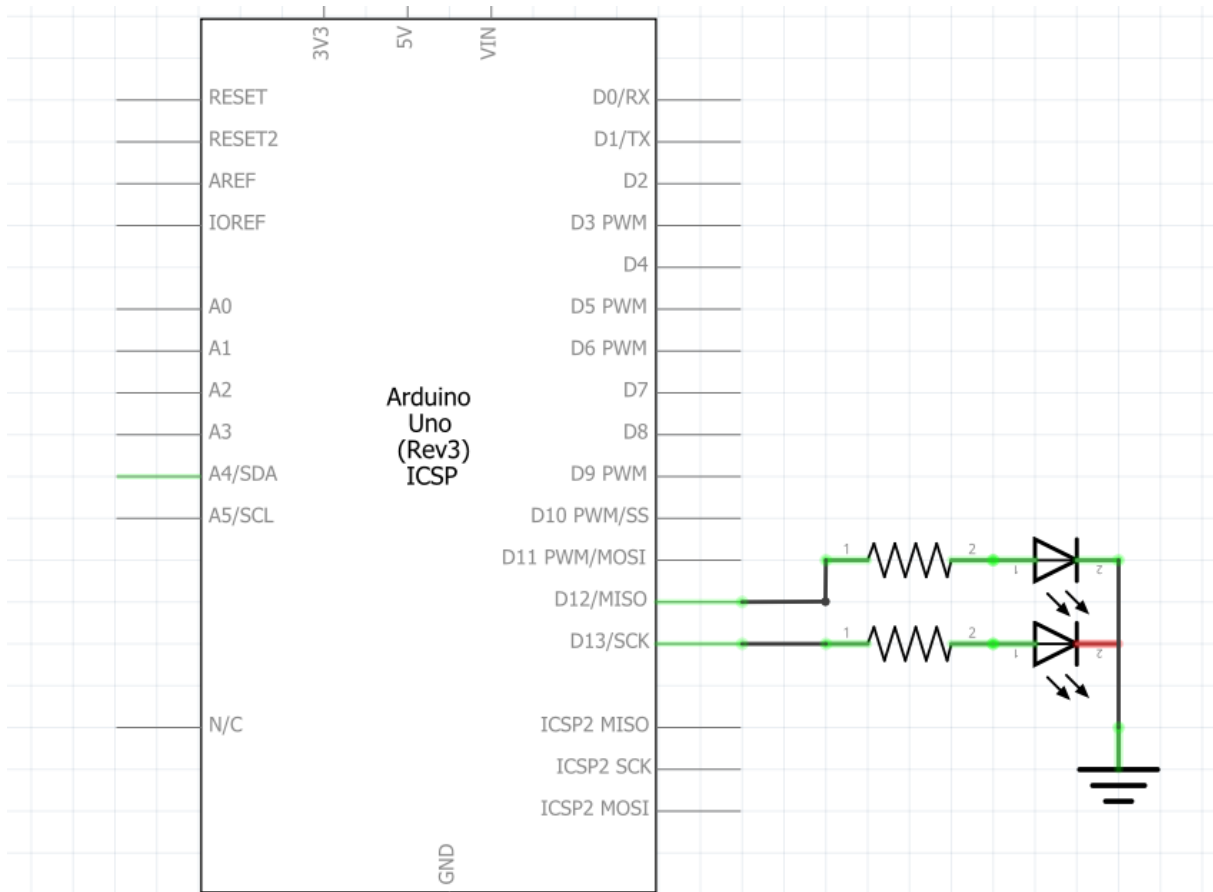 3V3
5V
VIN
RESET
RESET2
AREF
IOREF
A0
A1
A2
A3
A4/SDA
A5/SCL
N/C
Arduino
Uno
(Rev3)
ICSP
D0/RX
D1/TX
D2
D3 PWM
D4
D5 PWM
D6 PWM
D7
D8
D9 PWM
D10 PWM/SS
D11 PWM/MOSI
D12/MISO
D13/SCK
ICSP2 MISO
ICSP2 SCK
ICSP2 MOSI
GND
1
2
1
2
1
2
1
2